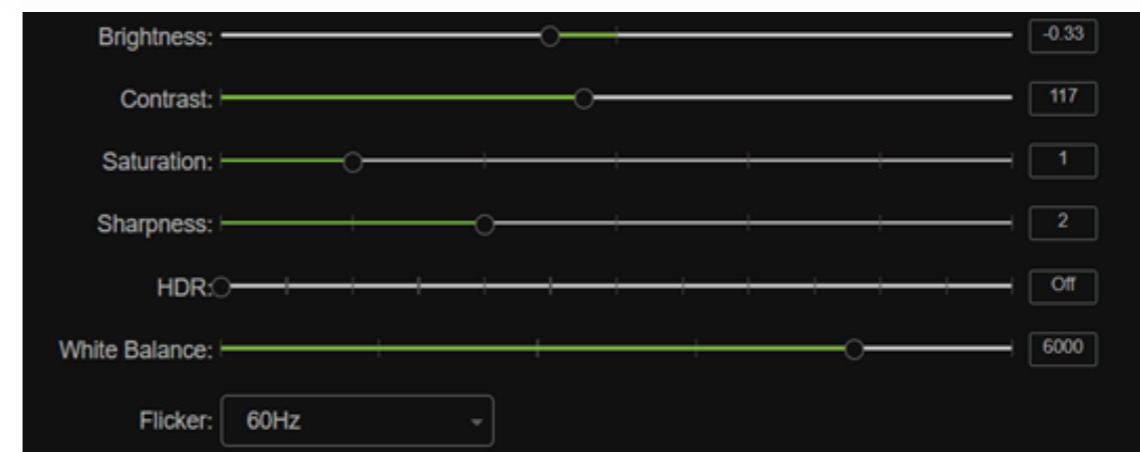 Brightness: -0.33
Contrast: 117
Saturation: 1
Sharpness: 2
HDR: Off
White Balance: 6000
Flicker: 60Hz